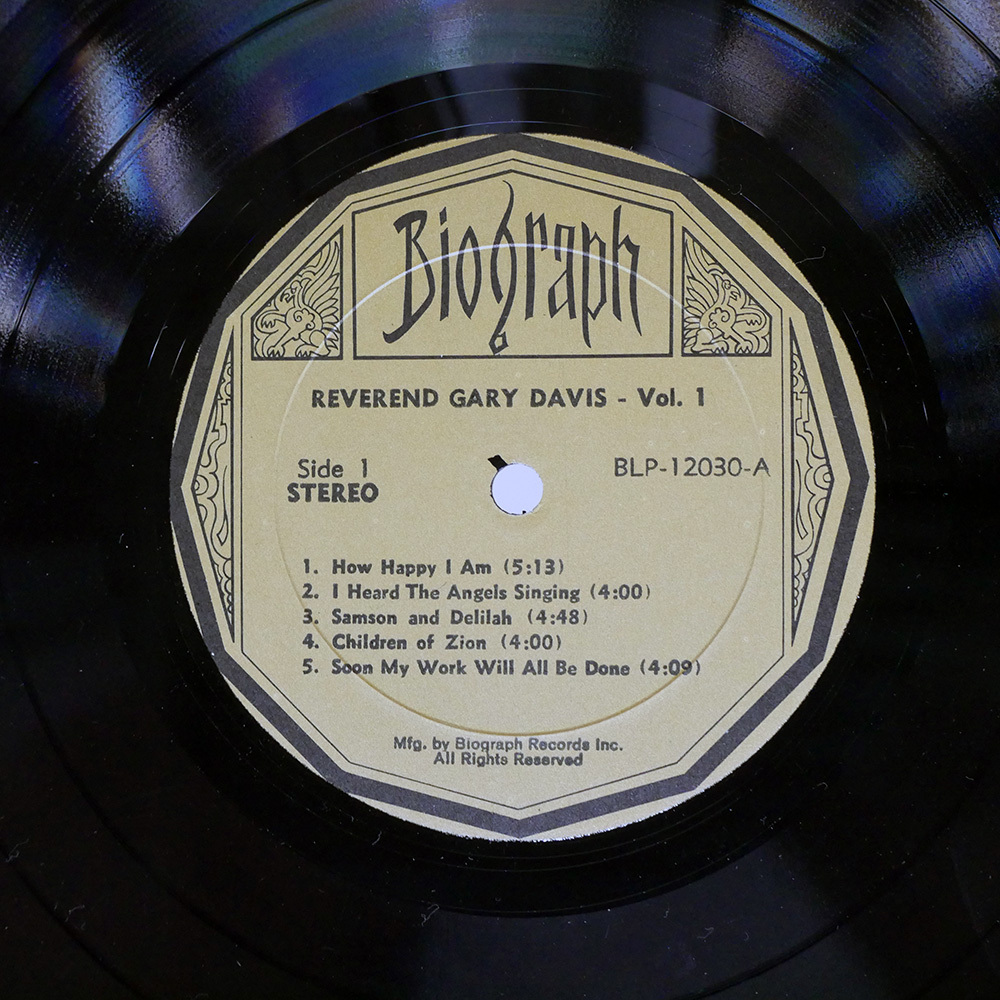 Biograph
REVEREND GARY DAVIS - Vol. 1
Side 1 BLP-12030-A
STEREO
1. How Happy I Am (5:13)
2. I Heard The Angels Singing (4:00)
3. Samson and Delilah (4:48)
4. Children of Zion (4:00)
5. Soon My Work Will All Be Done (4:09)
Mfg. by Biograph Records Inc.
All Rights Reserved